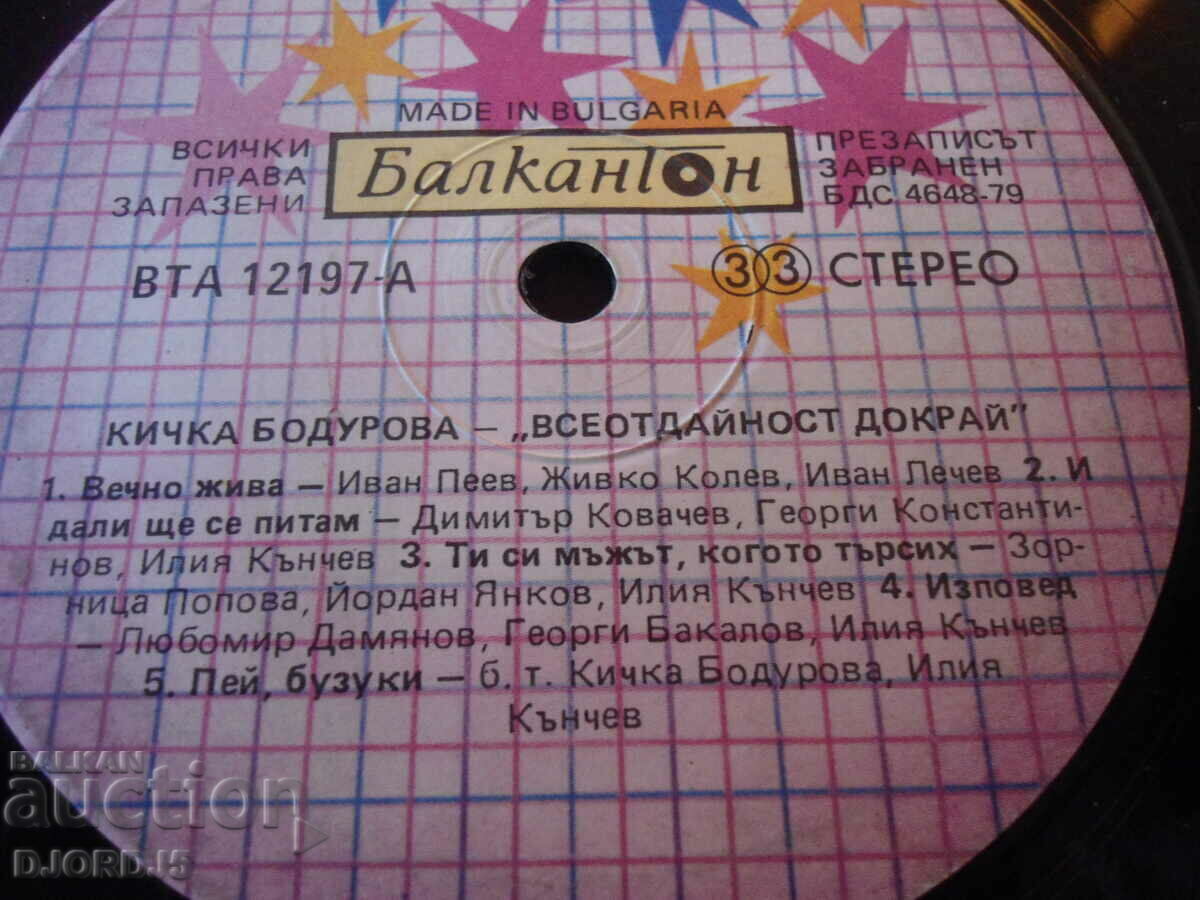 MADE IN BULGARIA
ВСИЧКИ
ПРАВА
ЗАПАЗЕНИ
Балкантон
ПРЕЗАПИСЪТ
ЗАБРАНЕН
БДС 4648-79
ВТА 12197-А
33 СТЕРЕО
КИЧКА БОДУРОВА – „ВСЕОТДАЙНОСТ ДОКРАЙ"
1. Вечно жива – Иван Пеев, Живко Колев, Иван Лечев 2. И
дали ще се питам – Димитър Ковачев, Георги Константи-
нов, Илия Кънчев 3. Ти си мъжът, когото търсих – Зор-
ница Попова, Йордан Янков, Илия Кънчев 4. Изповед
– Любомир Дамянов, Георги Бакалов, Илия Кънчев
5. Пей, бузуки – б. т. Кичка Бодурова, Илия
Кънчев
BALKAN
auction
DJORD.J5